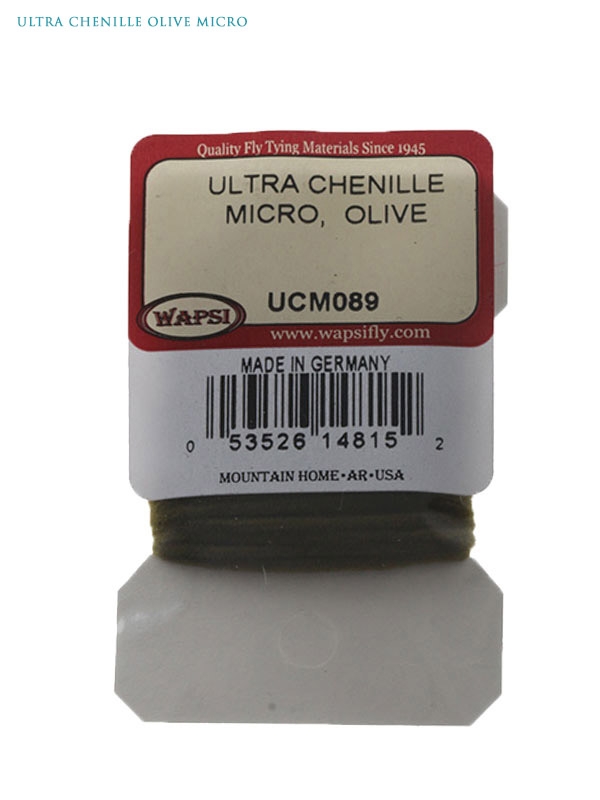 ULTRA CHENILLE OLIVE MICRO
Quality Fly Tying Materials Since 1945
ULTRA CHENILLE
MICRO, OLIVE
UCM089
WAPSI
www.wapsifly.com
MADE IN GERMANY
0 53526 14815 2
MOUNTAIN HOME•AR•USA